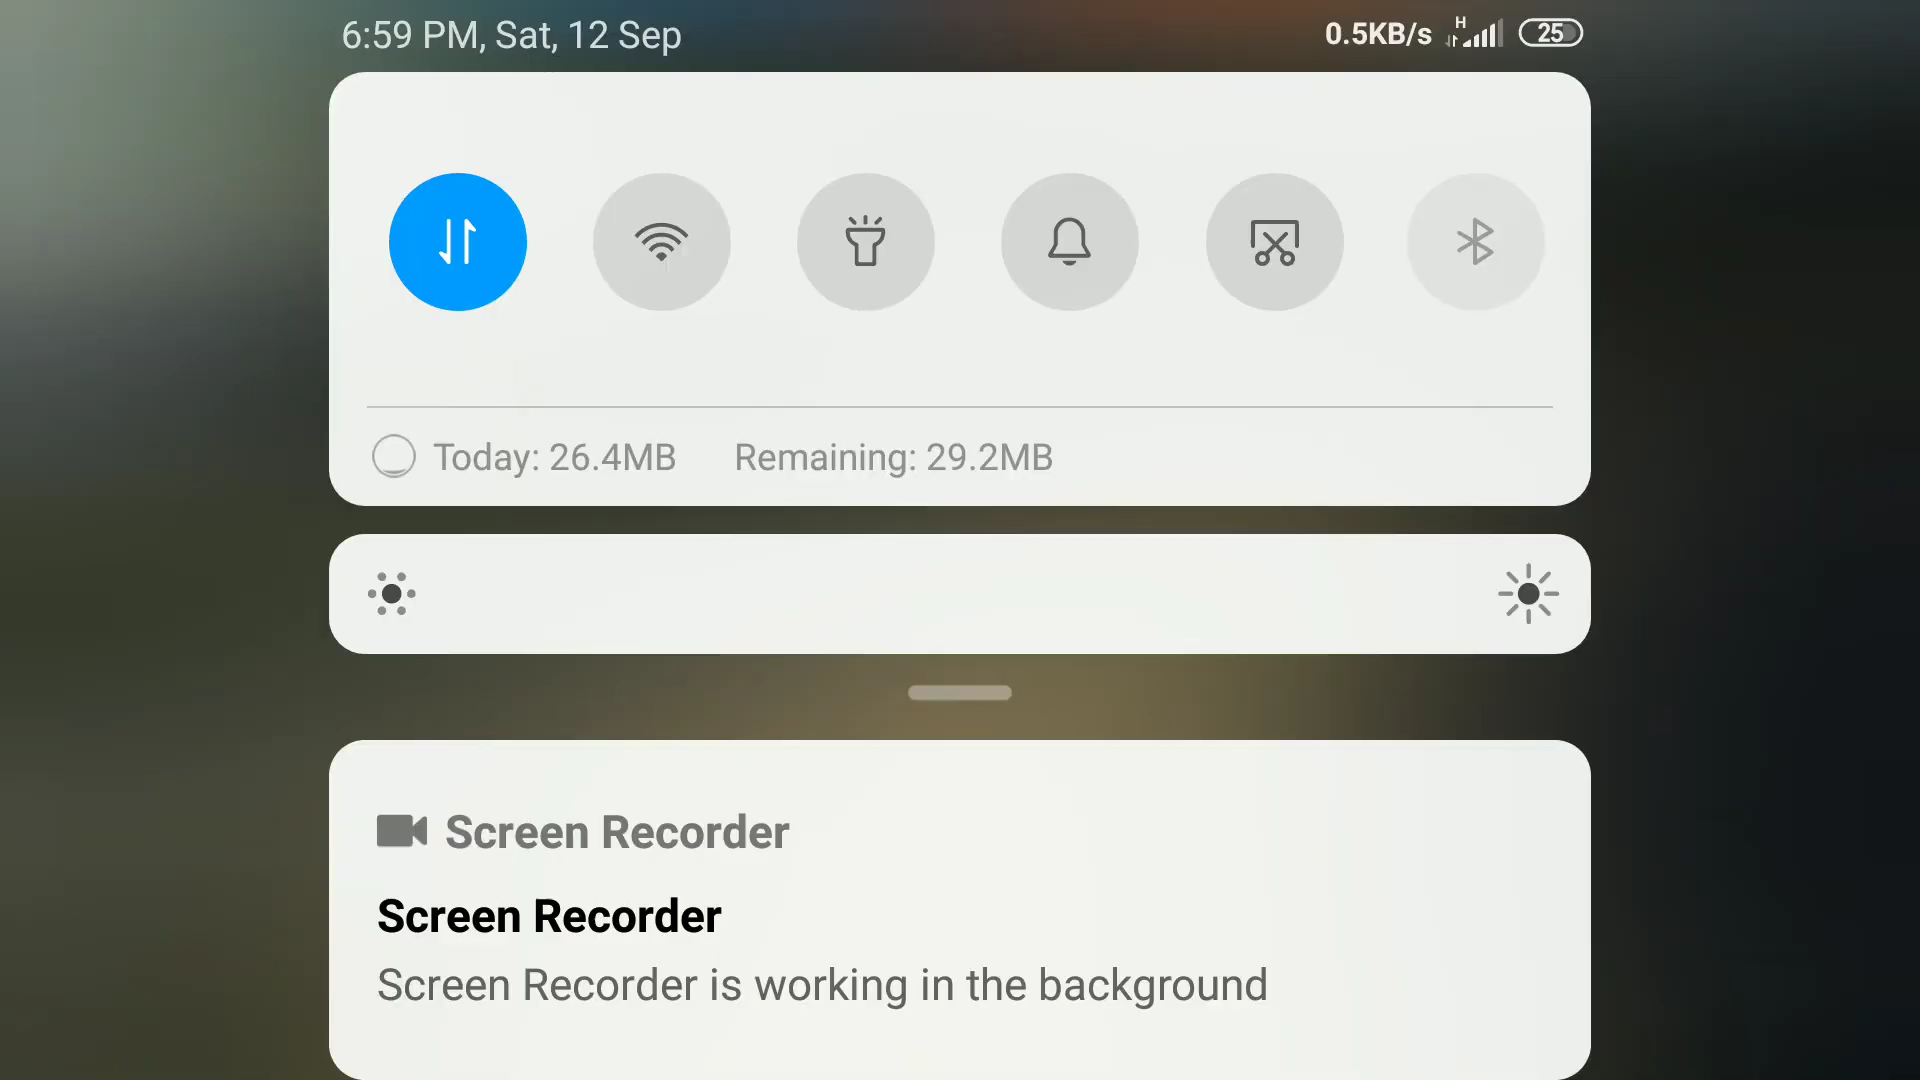 6:59 PM, Sat, 12 Sep
0.5KB/s H 25
Today: 26.4MB Remaining: 29.2MB
Screen Recorder
Screen Recorder
Screen Recorder is working in the background